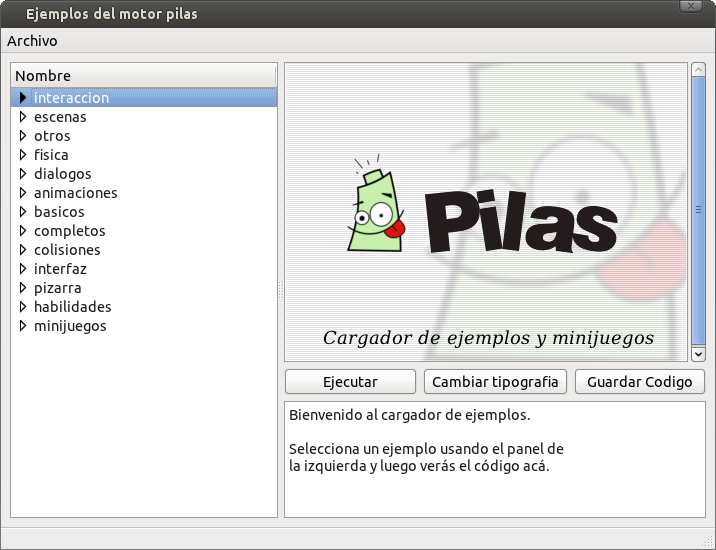 Ejemplos del motor pilas
Archivo
Nombre
interaccion
escenas
otros
fisica
dialogos
animaciones
basicos
completos
colisiones
interfaz
pizarra
habilidades
minijuegos
Pilas
Cargador de ejemplos y minijuegos
Ejecutar
Cambiar tipografia
Guardar Codigo
Bienvenido al cargador de ejemplos.
Selecciona un ejemplo usando el panel de
la izquierda y luego verás el código acá.